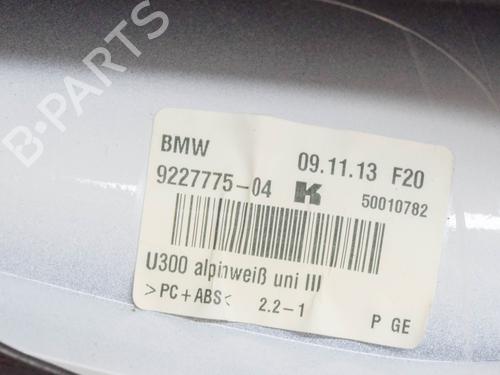 B-PARTS
BMW
09.11.13 F20
9227775-04 K 50010782
U300 alpinweiß uni III
>PC+ABS< 2.2-1 P GE